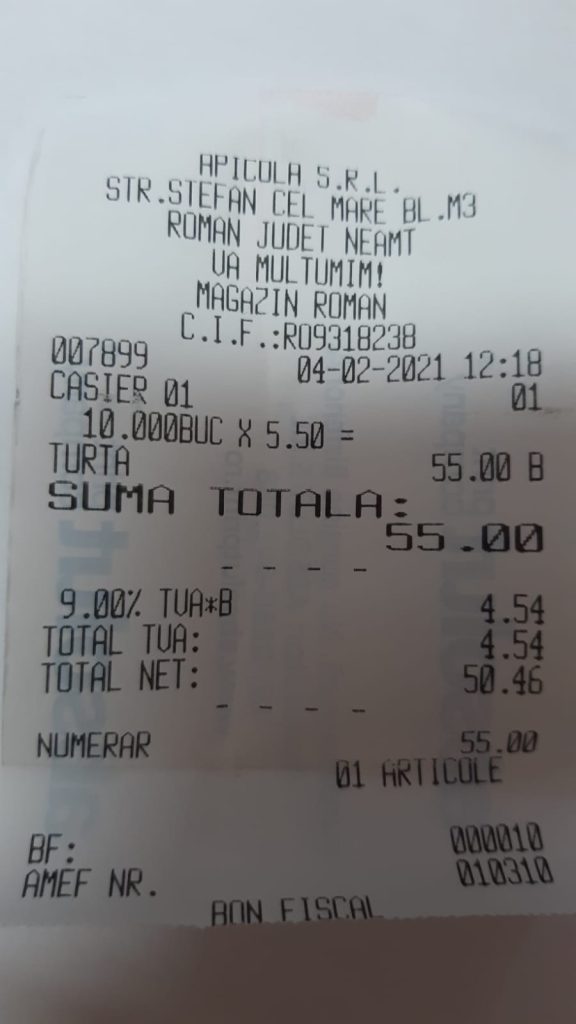 APICOLA S.R.L.
STR.STEFAN CEL MARE BL.M3
ROMAN JUDET NEAMT
VA MULTUMIM!
MAGAZIN ROMAN
C.I.F.:RO9318238
007899 04-02-2021 12:18
CASIER 01 01
10.000BUC X 5.50 =
TURTA 55.00 B
SUMA TOTALA:
55.00
- - - -
9.00% TVA*B 4.54
TOTAL TVA: 4.54
TOTAL NET: 50.46
- - - -
NUMERAR 55.00
01 ARTICOLE
BF: 000010
AMEF NR. 010310
BON FISCAL